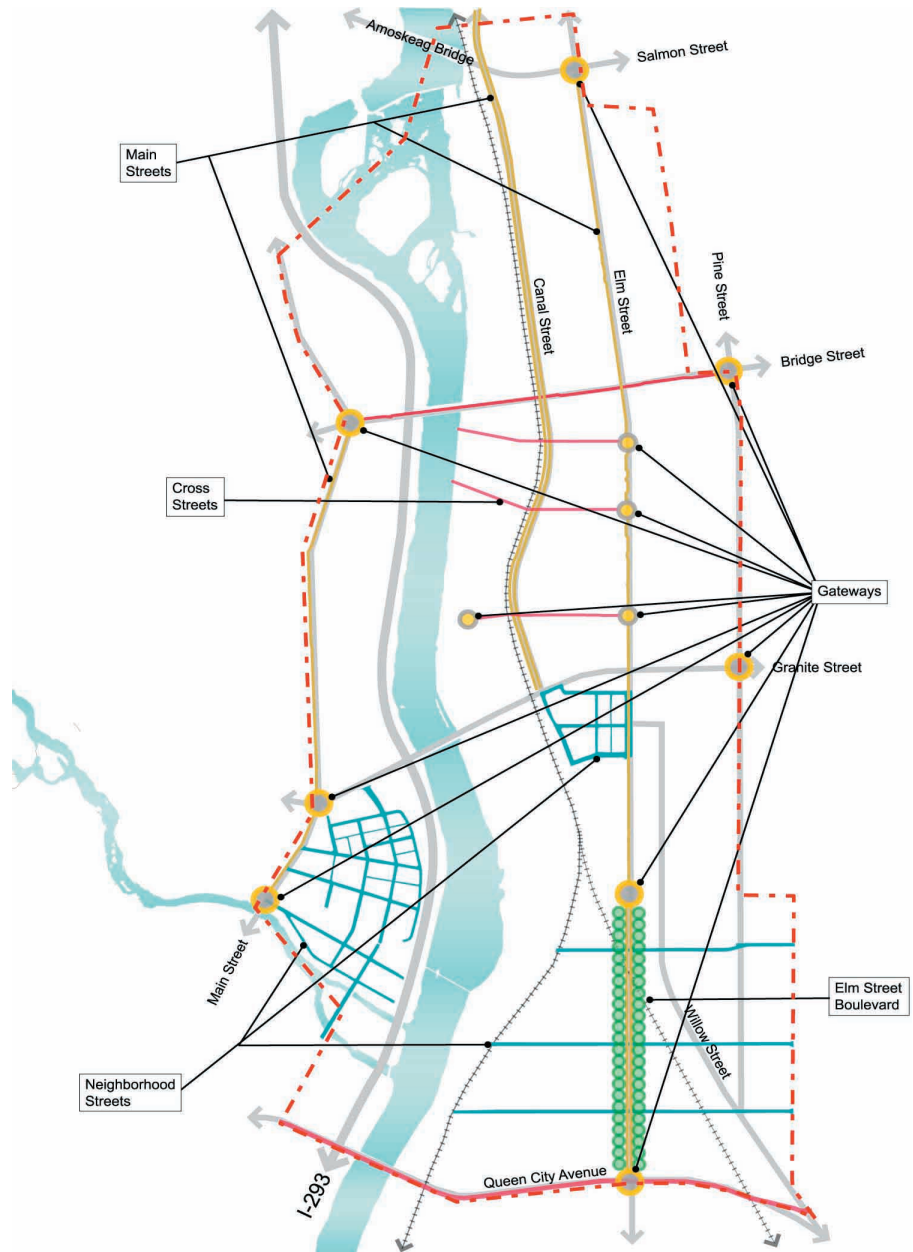 Amoskeag Bridge
Salmon Street
Main
Streets
Canal Street
Elm Street
Pine Street
Bridge Street
Cross
Streets
Gateways
Granite Street
Main Street
Elm Street
Boulevard
Willow Street
Neighborhood
Streets
Queen City Avenue
I-293